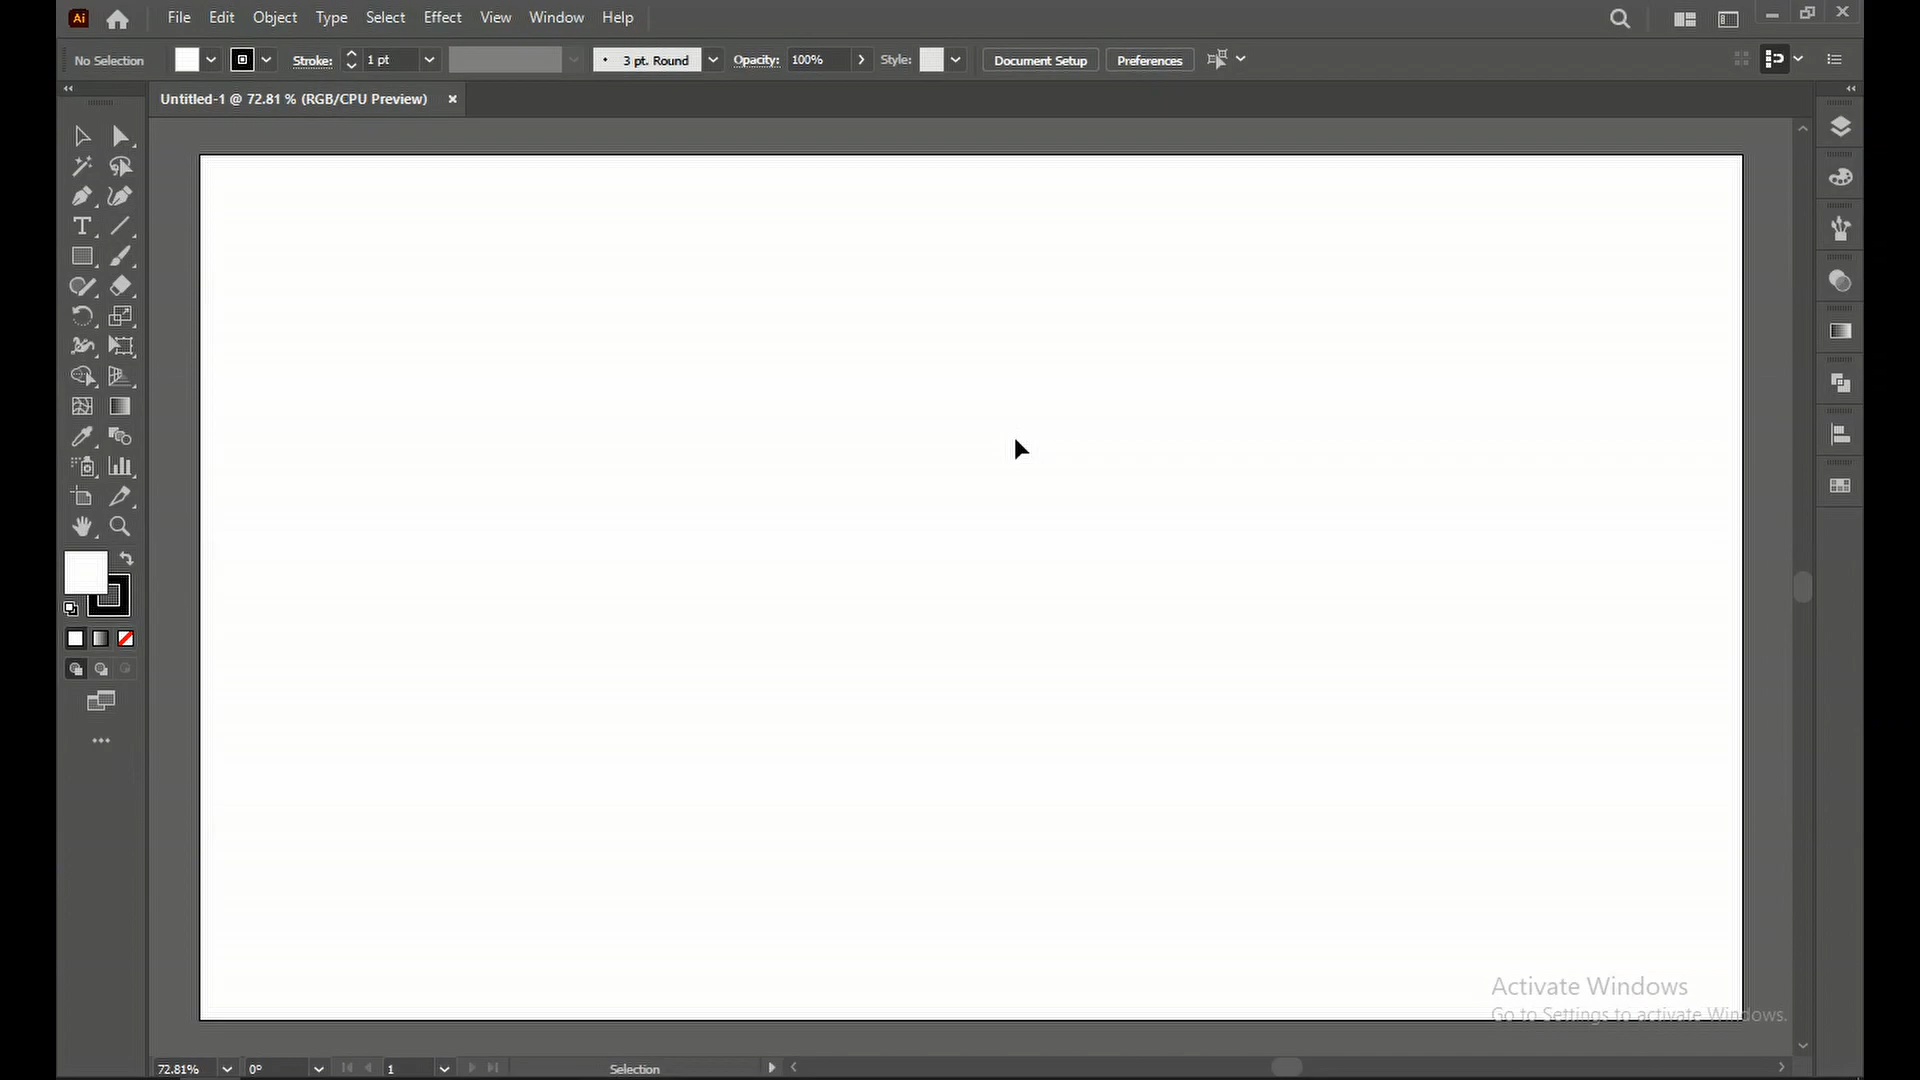 Ai File Edit Object Type Select Effect View Window Help
No Selection Stroke: 1 pt 3 pt. Round Opacity: 100% Style: Document Setup Preferences
Untitled-1 @ 72.81 % (RGB/CPU Preview)
Activate Windows
Go to Settings to activate Windows.
72.81% 0° 1 Selection